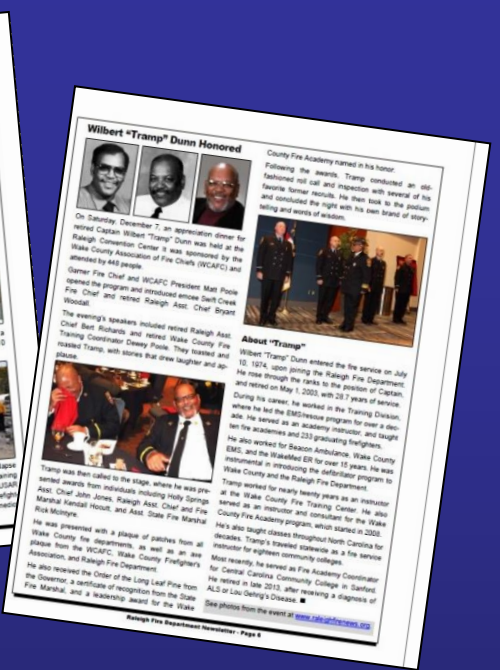 Wilbert “Tramp” Dunn Honored
On Saturday, December 7, an appreciation dinner for
retired Captain Wilbert “Tramp” Dunn was held at the
Raleigh Convention Center. It was sponsored by the
Wake County Association of Fire Chiefs (WCAFC) and
attended by 448 people.
Garner Fire Chief and WCAFC President Matt Poole
opened the program and introduced emcee Swift Creek
Fire Chief and retired Raleigh Asst. Chief Bryant
Woodall.
The evening's speakers included retired Raleigh Asst.
Chief Bert Richards and retired Wake County Fire
Training Coordinator Dewey Poole. They toasted and
roasted Tramp, with stories that drew laughter and ap-
plause.
Tramp was then called to the stage, where he was pre-
sented awards from individuals including Holly Springs
Asst. Chief John Jones, Raleigh Asst. Chief and Fire
Marshal Kendall Hocutt, and Asst. State Fire Marshal
Rick McIntyre.
He was presented with a plaque of patches from all
Wake County fire departments, as well as an axe
plaque from the WCAFC, Wake County Firefighter's
Association, and Raleigh Fire Department.
He also received the Order of the Long Leaf Pine from
the Governor, a certificate of recognition from the State
Fire Marshal, and a leadership award for the Wake
County Fire Academy named in his honor.
Following the awards, Tramp conducted an old-
fashioned roll call and inspection with several of his
favorite former recruits. He then took to the podium
and concluded the night with his own brand of story-
telling and words of wisdom.
About “Tramp”
Wilbert “Tramp” Dunn entered the fire service on July
10, 1974, upon joining the Raleigh Fire Department.
He rose through the ranks to the position of Captain,
and retired on May 1, 2003, with 28.7 years of service.
During his career, he worked in the Training Division,
where he led the EMS/rescue program for over a dec-
ade. He served as an academy instructor, and taught
ten fire academies and 233 graduating firefighters.
He also worked for Beacon Ambulance, Wake County
EMS, and the WakeMed ER for over 15 years. He was
instrumental in introducing the defibrillator program to
Wake County and the Raleigh Fire Department.
Tramp worked for nearly twenty years as an instructor
at the Wake County Fire Training Center. He also
served as an instructor and consultant for the Wake
County Fire Academy program, which started in 2008.
He's also taught classes throughout North Carolina for
decades. Tramp's traveled statewide as a fire service
instructor for eighteen community colleges.
Most recently, he served as Fire Academy Coordinator
for Central Carolina Community College in Sanford.
He retired in late 2013, after receiving a diagnosis of
ALS or Lou Gehrig's Disease. ■
See photos from the event at www.raleighfirenews.org.
Raleigh Fire Department Newsletter - Page 6